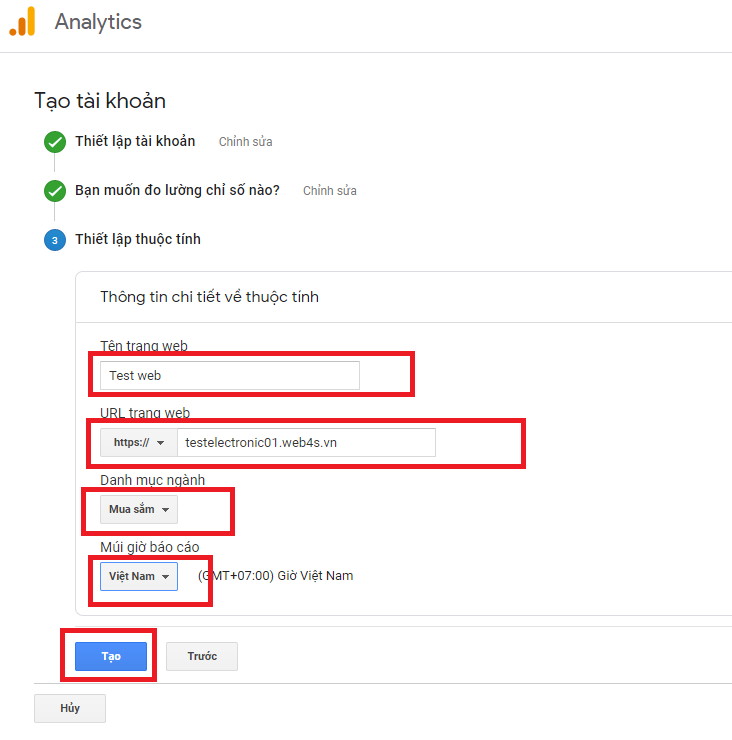 Analytics
Tạo tài khoản
Thiết lập tài khoản Chỉnh sửa
Bạn muốn đo lường chỉ số nào? Chỉnh sửa
3 Thiết lập thuộc tính
Thông tin chi tiết về thuộc tính
Tên trang web
Test web
URL trang web
https:// testelectronic01.web4s.vn
Danh mục ngành
Mua sắm
Múi giờ báo cáo
Việt Nam (GMT+07:00) Giờ Việt Nam
Tạo Trước
Hủy